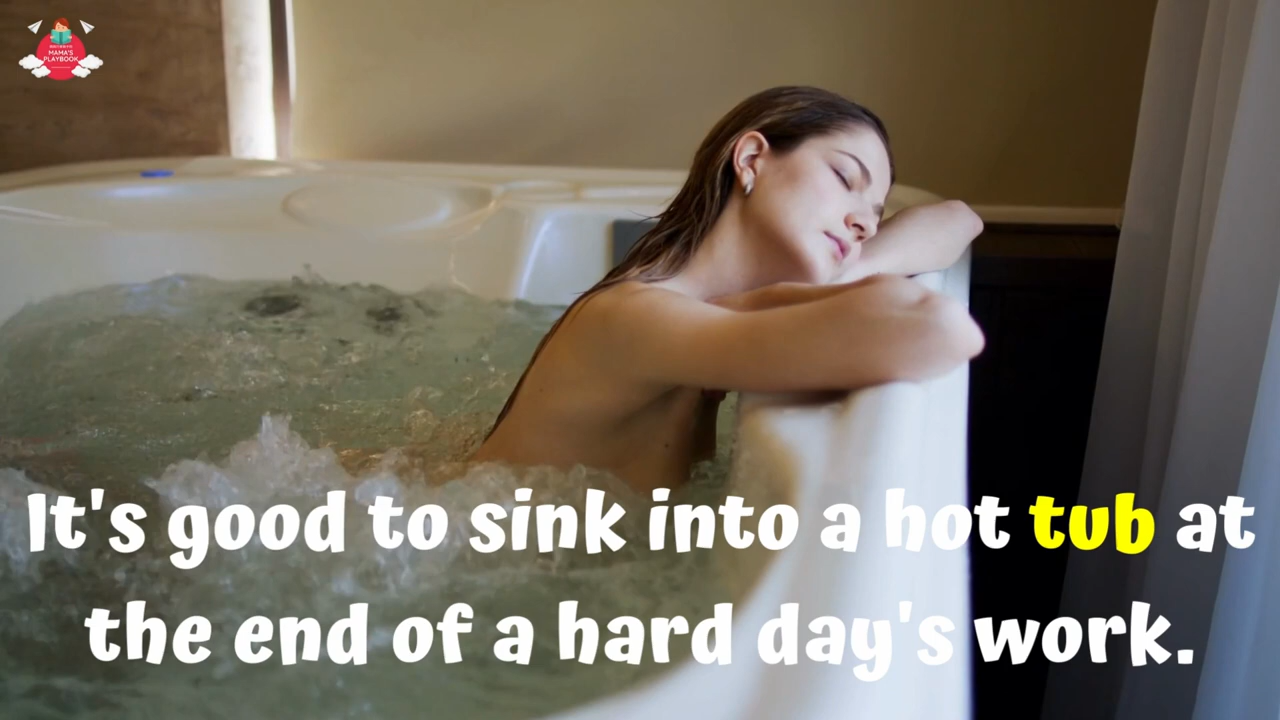 MAMA'S
PLAYBOOK
It's good to sink into a hot tub at
the end of a hard day's work.